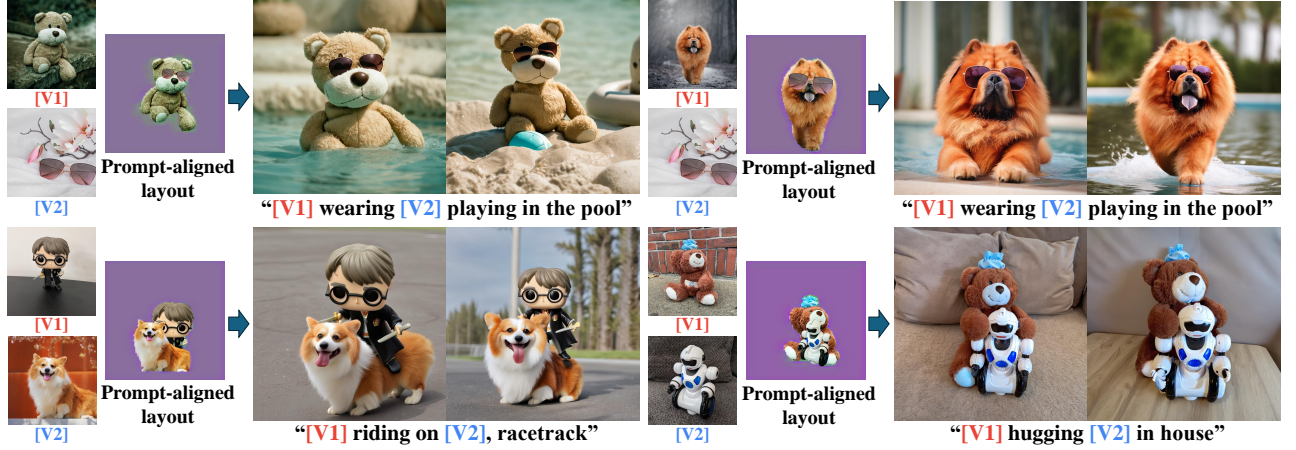 [V1]
[V2]
Prompt-aligned
layout
“[V1] wearing [V2] playing in the pool”
[V1]
[V2]
Prompt-aligned
layout
“[V1] wearing [V2] playing in the pool”
[V1]
[V2]
Prompt-aligned
layout
“[V1] riding on [V2], racetrack”
[V1]
[V2]
Prompt-aligned
layout
“[V1] hugging [V2] in house”